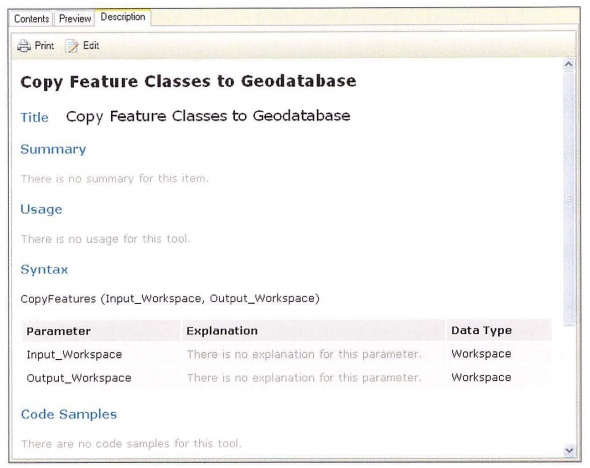 Contents Preview Description
Print Edit
Copy Feature Classes to Geodatabase
Title Copy Feature Classes to Geodatabase
Summary
There is no summary for this item.
Usage
There is no usage for this tool.
Syntax
CopyFeatures (Input_Workspace, Output_Workspace)
Parameter Explanation Data Type
Input_Workspace There is no explanation for this parameter. Workspace
Output_Workspace There is no explanation for this parameter. Workspace
Code Samples
There are no code samples for this tool.